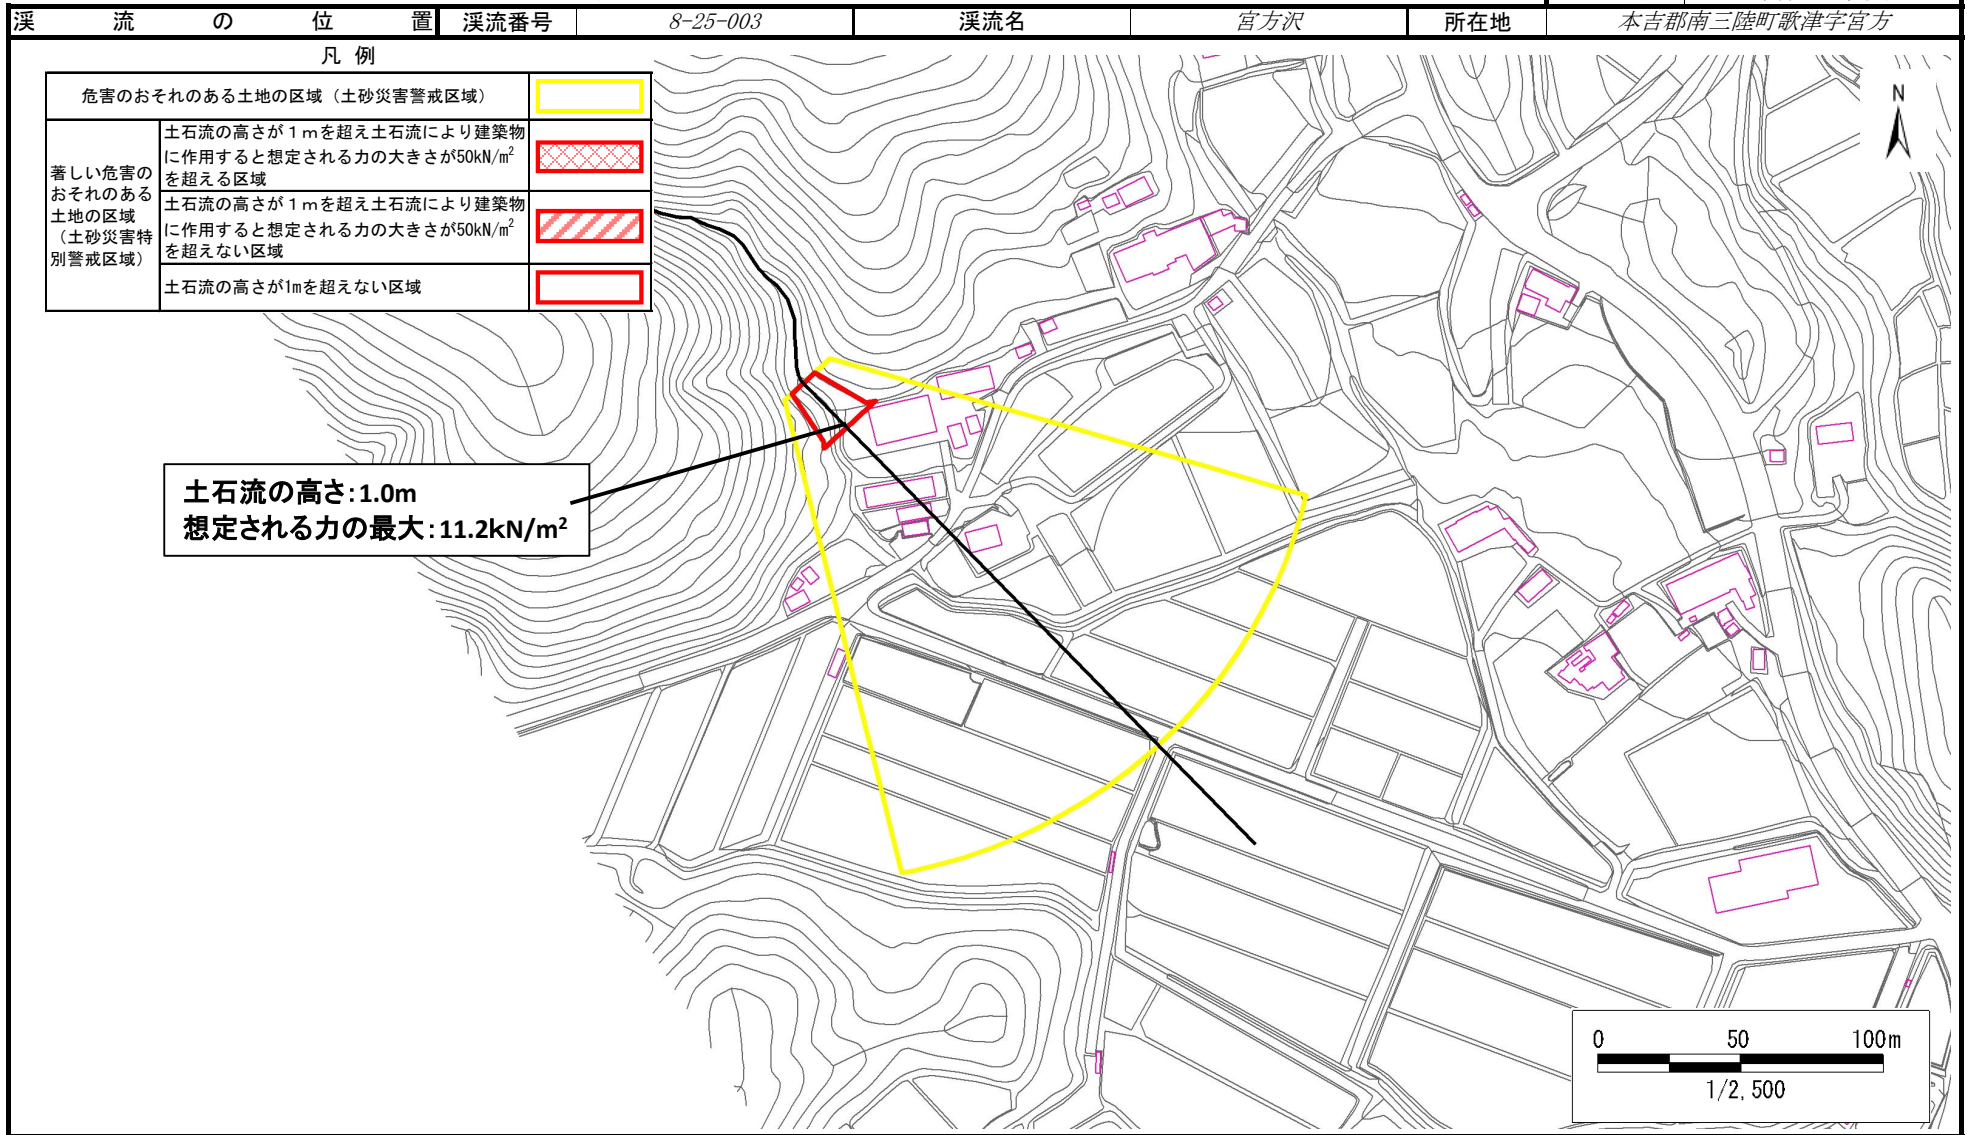 渓流の位置 渓流番号 8-25-003 渓流名 宮方沢 所在地 本吉郡南三陸町歌津字宮方
凡例
危害のおそれのある土地の区域（土砂災害警戒区域）
著しい危害の
おそれのある
土地の区域
（土砂災害特
別警戒区域）
土石流の高さが１ｍを超え土石流により建築物
に作用すると想定される力の大きさが50kN/m²
を超える区域
土石流の高さが１ｍを超え土石流により建築物
に作用すると想定される力の大きさが50kN/m²
を超えない区域
土石流の高さが1mを超えない区域
N
土石流の高さ：1.0m
想定される力の最大：11.2kN/m²
0 50 100m
1/2,500